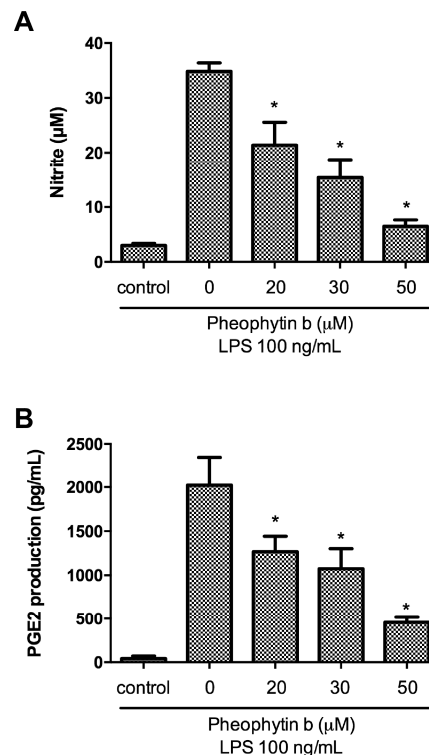 A
Nitrite (µM)
40
30
20
10
0
*
*
*
control 0 20 30 50
Pheophytin b (µM)
LPS 100 ng/mL
B
PGE2 production (pg/mL)
2500
2000
1500
1000
500
0
*
*
*
control 0 20 30 50
Pheophytin b (µM)
LPS 100 ng/mL